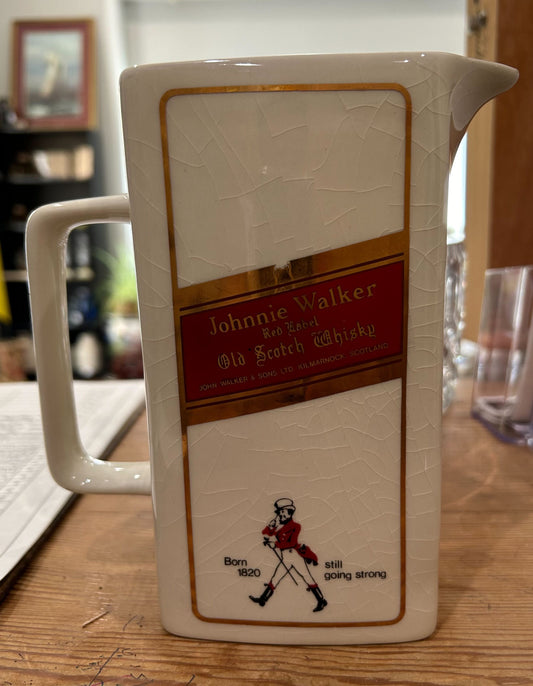 Johnnie Walker
Red Label
Old Scotch Whisky
JOHN WALKER & SONS LTD. KILMARNOCK. SCOTLAND
Born still
1820 going strong